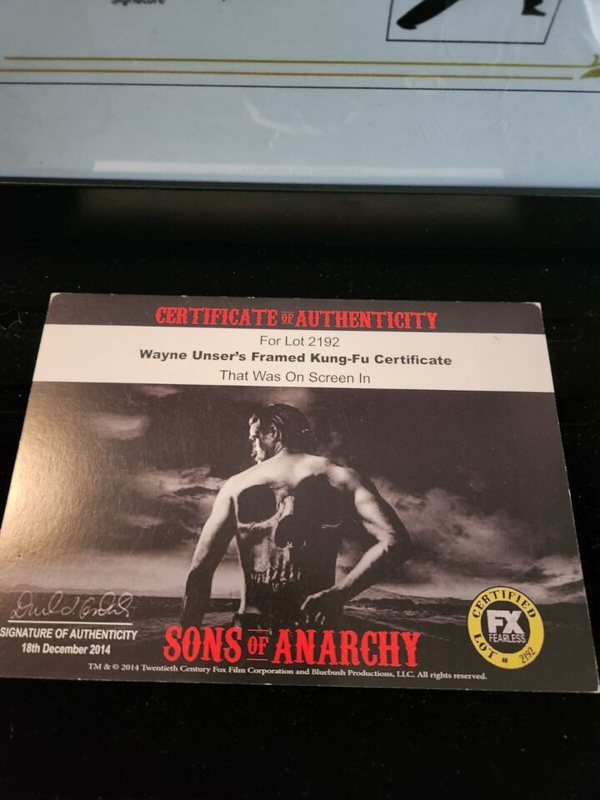 Signature
CERTIFICATE OF AUTHENTICITY
For Lot 2192
Wayne Unser's Framed Kung-Fu Certificate
That Was On Screen In
SIGNATURE OF AUTHENTICITY
18th December 2014
SONS OF ANARCHY
TM & © 2014 Twentieth Century Fox Film Corporation and Bluebush Productions, LLC. All rights reserved.
CERTIFIED
FX
FEARLESS
LOT # 2192